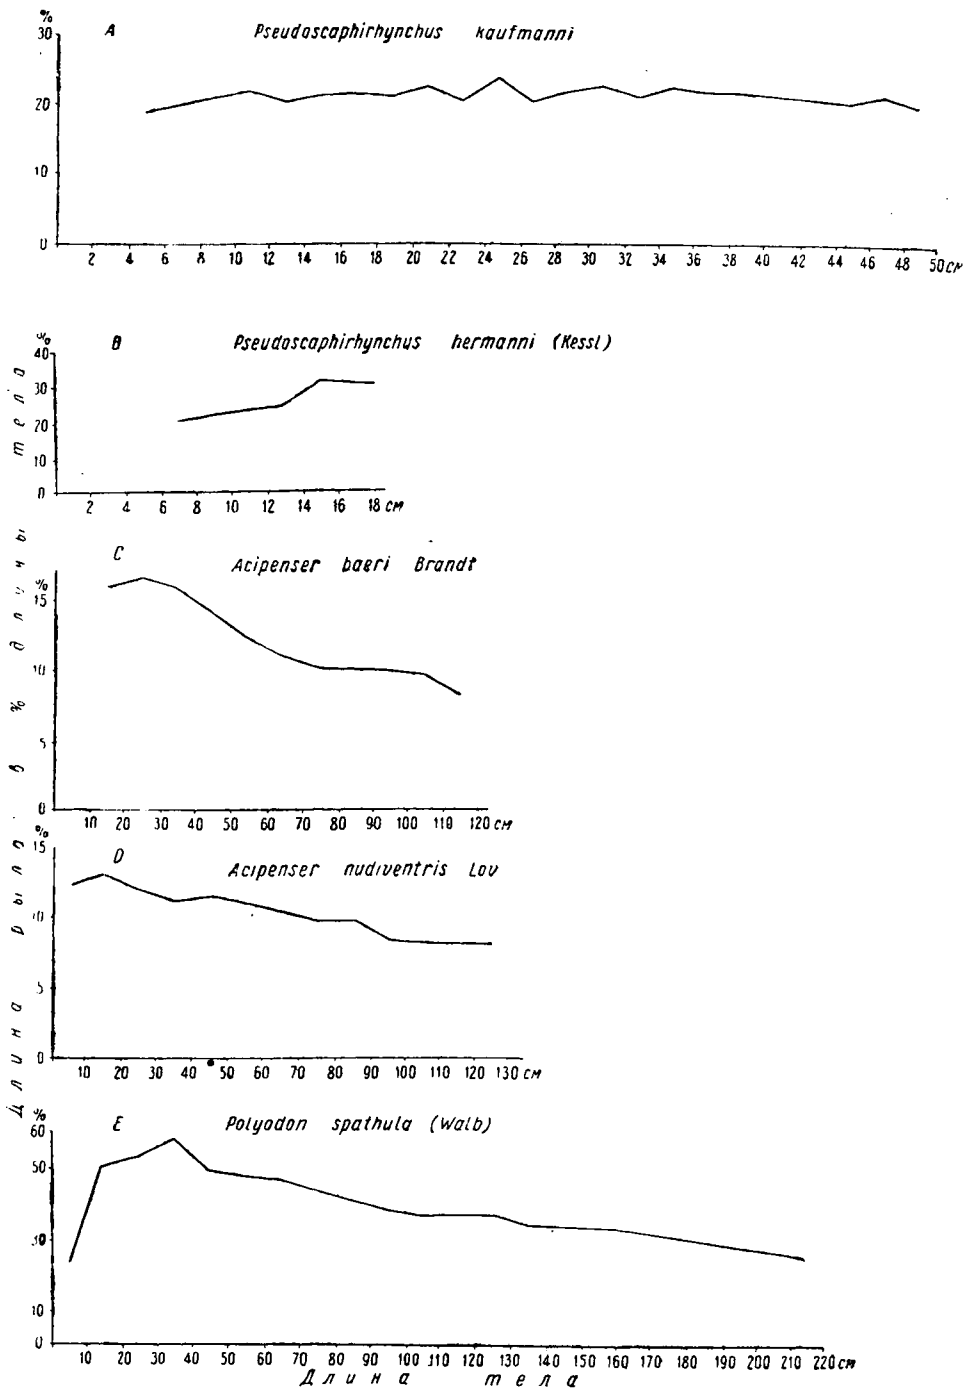 %
A Pseudoscaphirhynchus kaufmanni
30
20
10
0
2 4 6 8 10 12 14 16 18 20 22 24 26 28 30 32 34 36 38 40 42 44 46 48 50 см
%
B Pseudoscaphirhynchus hermanni (Kessl)
40
30
20
10
0
2 4 6 8 10 12 14 16 18 см
C Acipenser baeri Brandt
%
15
10
5
0
10 20 30 40 50 60 70 80 90 100 110 120 см
%
15
D Acipenser nudiventris Lov
10
5
0
10 20 30 40 50 60 70 80 90 100 110 130 см
%
E Polyodon spathula (Walb)
60
50
30
10
0
10 20 30 40 50 60 70 80 90 100 110 120 130 140 150 160 170 180 190 200 210 220 см
Длина тела
Длина рыла в % длины тела